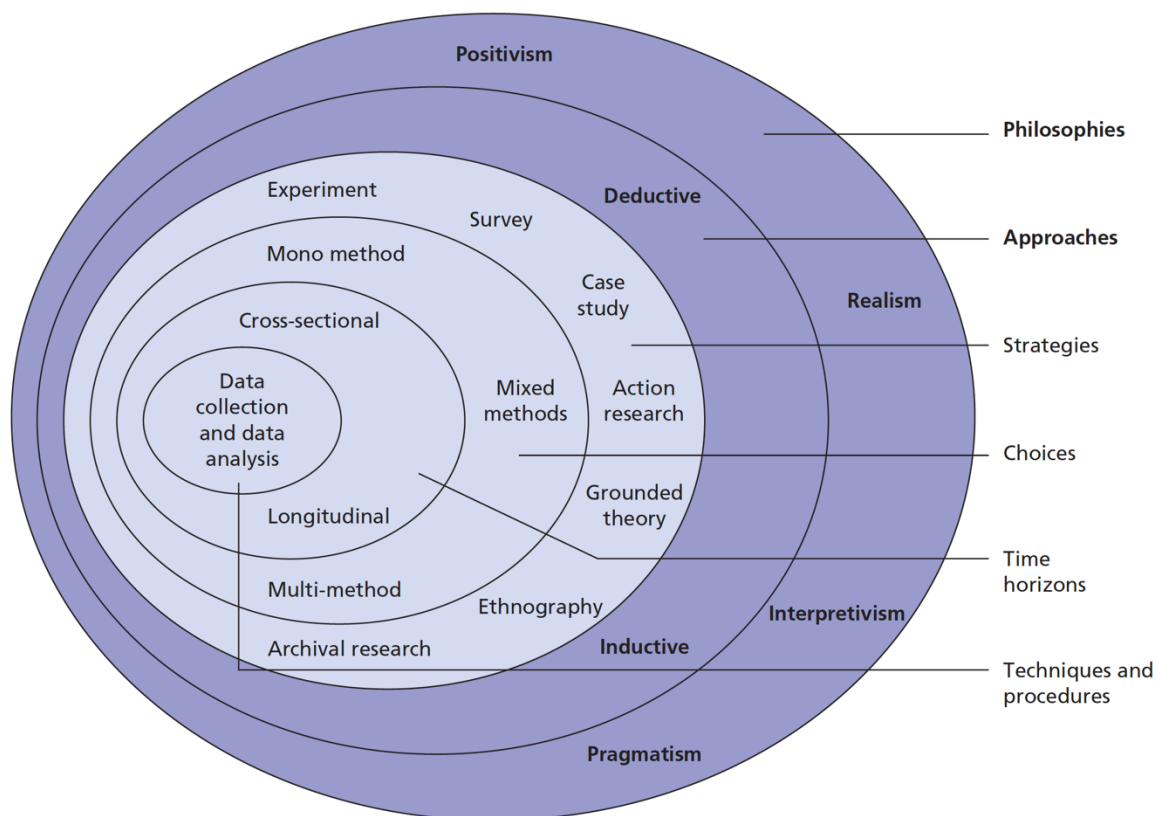 Positivism
Philosophies
Experiment
Deductive
Survey
Approaches
Mono method
Case
study
Realism
Cross-sectional
Strategies
Data
collection
and data
analysis
Mixed
methods
Action
research
Choices
Grounded
theory
Longitudinal
Time
horizons
Multi-method
Ethnography
Interpretivism
Archival research
Inductive
Techniques and
procedures
Pragmatism